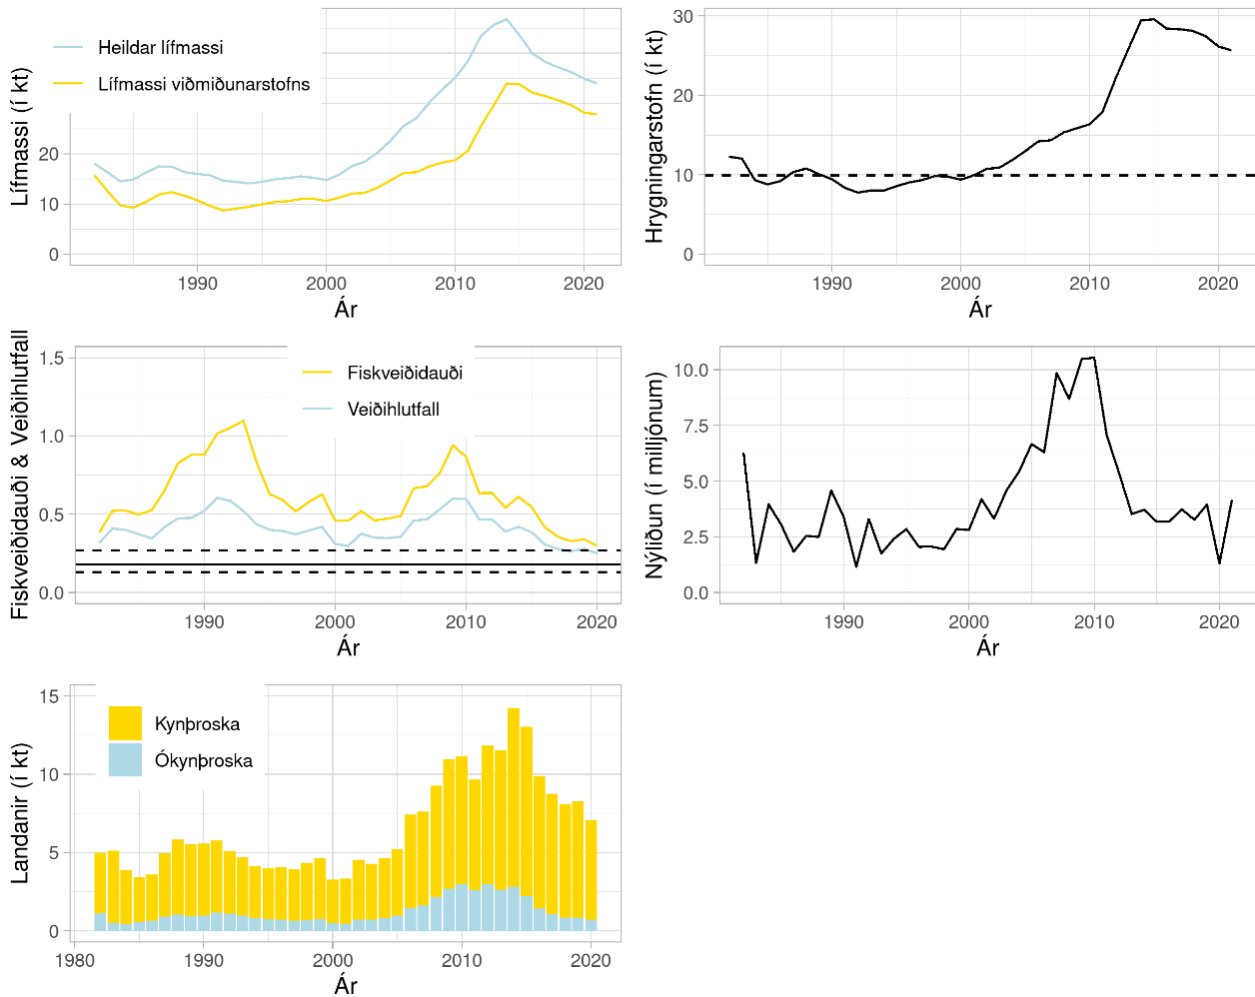 Heildar lífmassi
Lífmassi viðmiðunarstofns
Lífmassi (í kt)
20
10
0
1990
2000
2010
2020
Ár
Hrygningarstofn (í kt)
30
20
10
0
1990
2000
2010
2020
Ár
Fiskveiðidauði & Veiðihlutfall
Fiskveiðidauði
Veiðihlutfall
1.5
1.0
0.5
0.0
1990
2000
2010
2020
Ár
Nýliðun (í milljónum)
10.0
7.5
5.0
2.5
0.0
1990
2000
2010
2020
Ár
Landanir (í kt)
Kynþroska
Ókynþroska
15
10
5
0
1980
1990
2000
2010
2020
Ár